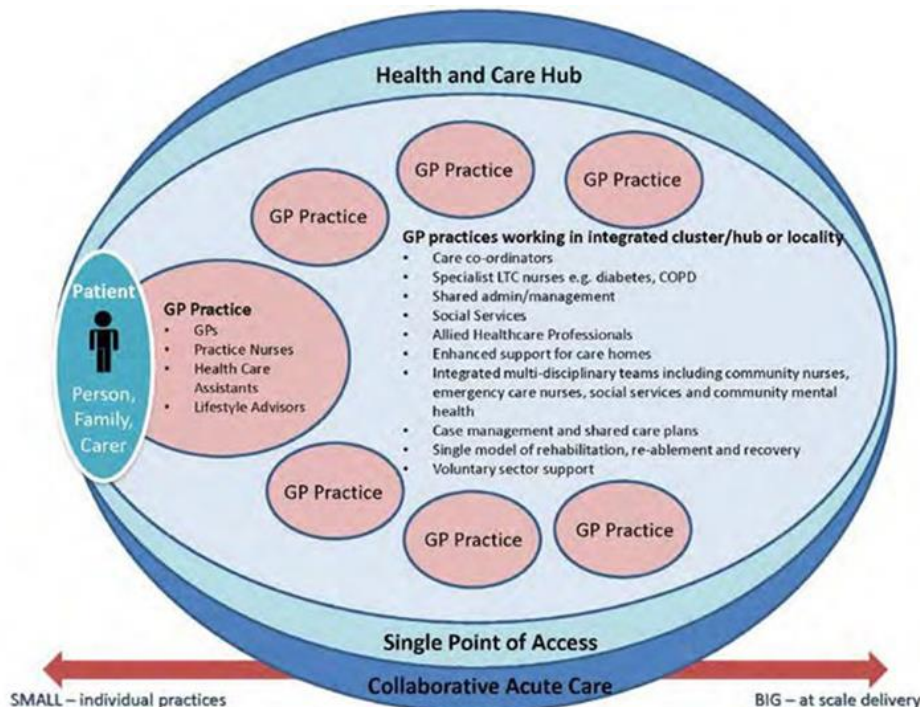 Health and Care Hub
GP Practice
GP Practice
GP Practice
GP practices working in integrated cluster/hub or locality
• Care co-ordinators
• Specialist LTC nurses e.g. diabetes, COPD
• Shared admin/management
• Social Services
• Allied Healthcare Professionals
• Enhanced support for care homes
• Integrated multi-disciplinary teams including community nurses,
emergency care nurses, social services and community mental
health
• Case management and shared care plans
• Single model of rehabilitation, re-ablement and recovery
• Voluntary sector support
Patient
Person,
Family,
Carer
GP Practice
• GPs
• Practice Nurses
• Health Care
Assistants
• Lifestyle Advisors
GP Practice
GP Practice
GP Practice
Single Point of Access
Collaborative Acute Care
SMALL – individual practices
BIG – at scale delivery